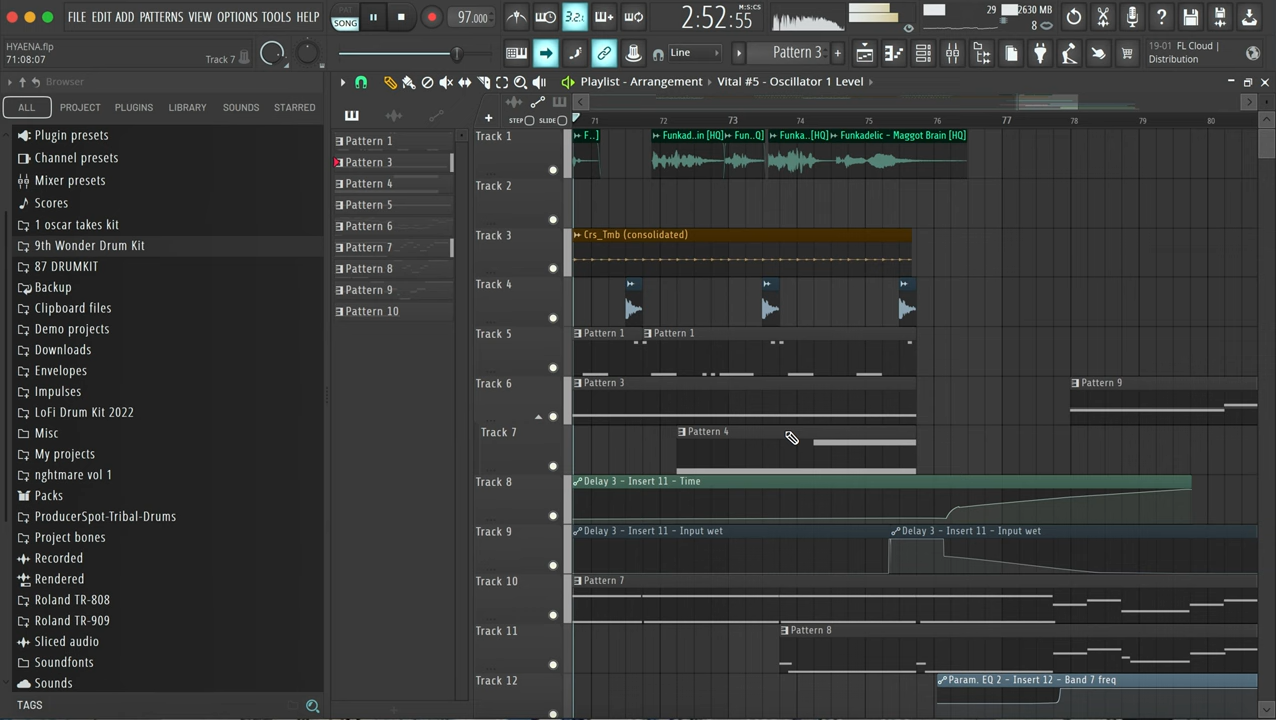 FILE EDIT ADD PATTERNS VIEW OPTIONS TOOLS HELP
PAT
SONG
97.000
3.2.
2:52:55
M:S:CS
29
2630 MB
8
HYAENA.flp
71:08:07
Track 7
Line
Pattern 3
19-01 FL Cloud |
Distribution
Browser
Playlist - Arrangement
Vital #5 - Oscillator 1 Level
ALL
PROJECT
PLUGINS
LIBRARY
SOUNDS
STARRED
Plugin presets
Channel presets
Mixer presets
Scores
1 oscar takes kit
9th Wonder Drum Kit
87 DRUMKIT
Backup
Clipboard files
Demo projects
Downloads
Envelopes
Impulses
LoFi Drum Kit 2022
Misc
My projects
nghtmare vol 1
Packs
ProducerSpot-Tribal-Drums
Project bones
Recorded
Rendered
Roland TR-808
Roland TR-909
Sliced audio
Soundfonts
Sounds
TAGS
Pattern 1
Pattern 3
Pattern 4
Pattern 5
Pattern 6
Pattern 7
Pattern 8
Pattern 9
Pattern 10
STEP
SLIDE
71 72 73 74 75 76 77 78 79 80
Track 1
F..]
Funkad..in [HQ]
Fun..Q]
Funka..[HQ]
Funkadelic - Maggot Brain [HQ]
Track 2
Track 3
Crs_Tmb (consolidated)
Track 4
Track 5
Pattern 1
Pattern 1
Track 6
Pattern 3
Pattern 9
Track 7
Pattern 4
Track 8
Delay 3 - Insert 11 - Time
Track 9
Delay 3 - Insert 11 - Input wet
Delay 3 - Insert 11 - Input wet
Track 10
Pattern 7
Track 11
Pattern 8
Track 12
Param. EQ 2 - Insert 12 - Band 7 freq